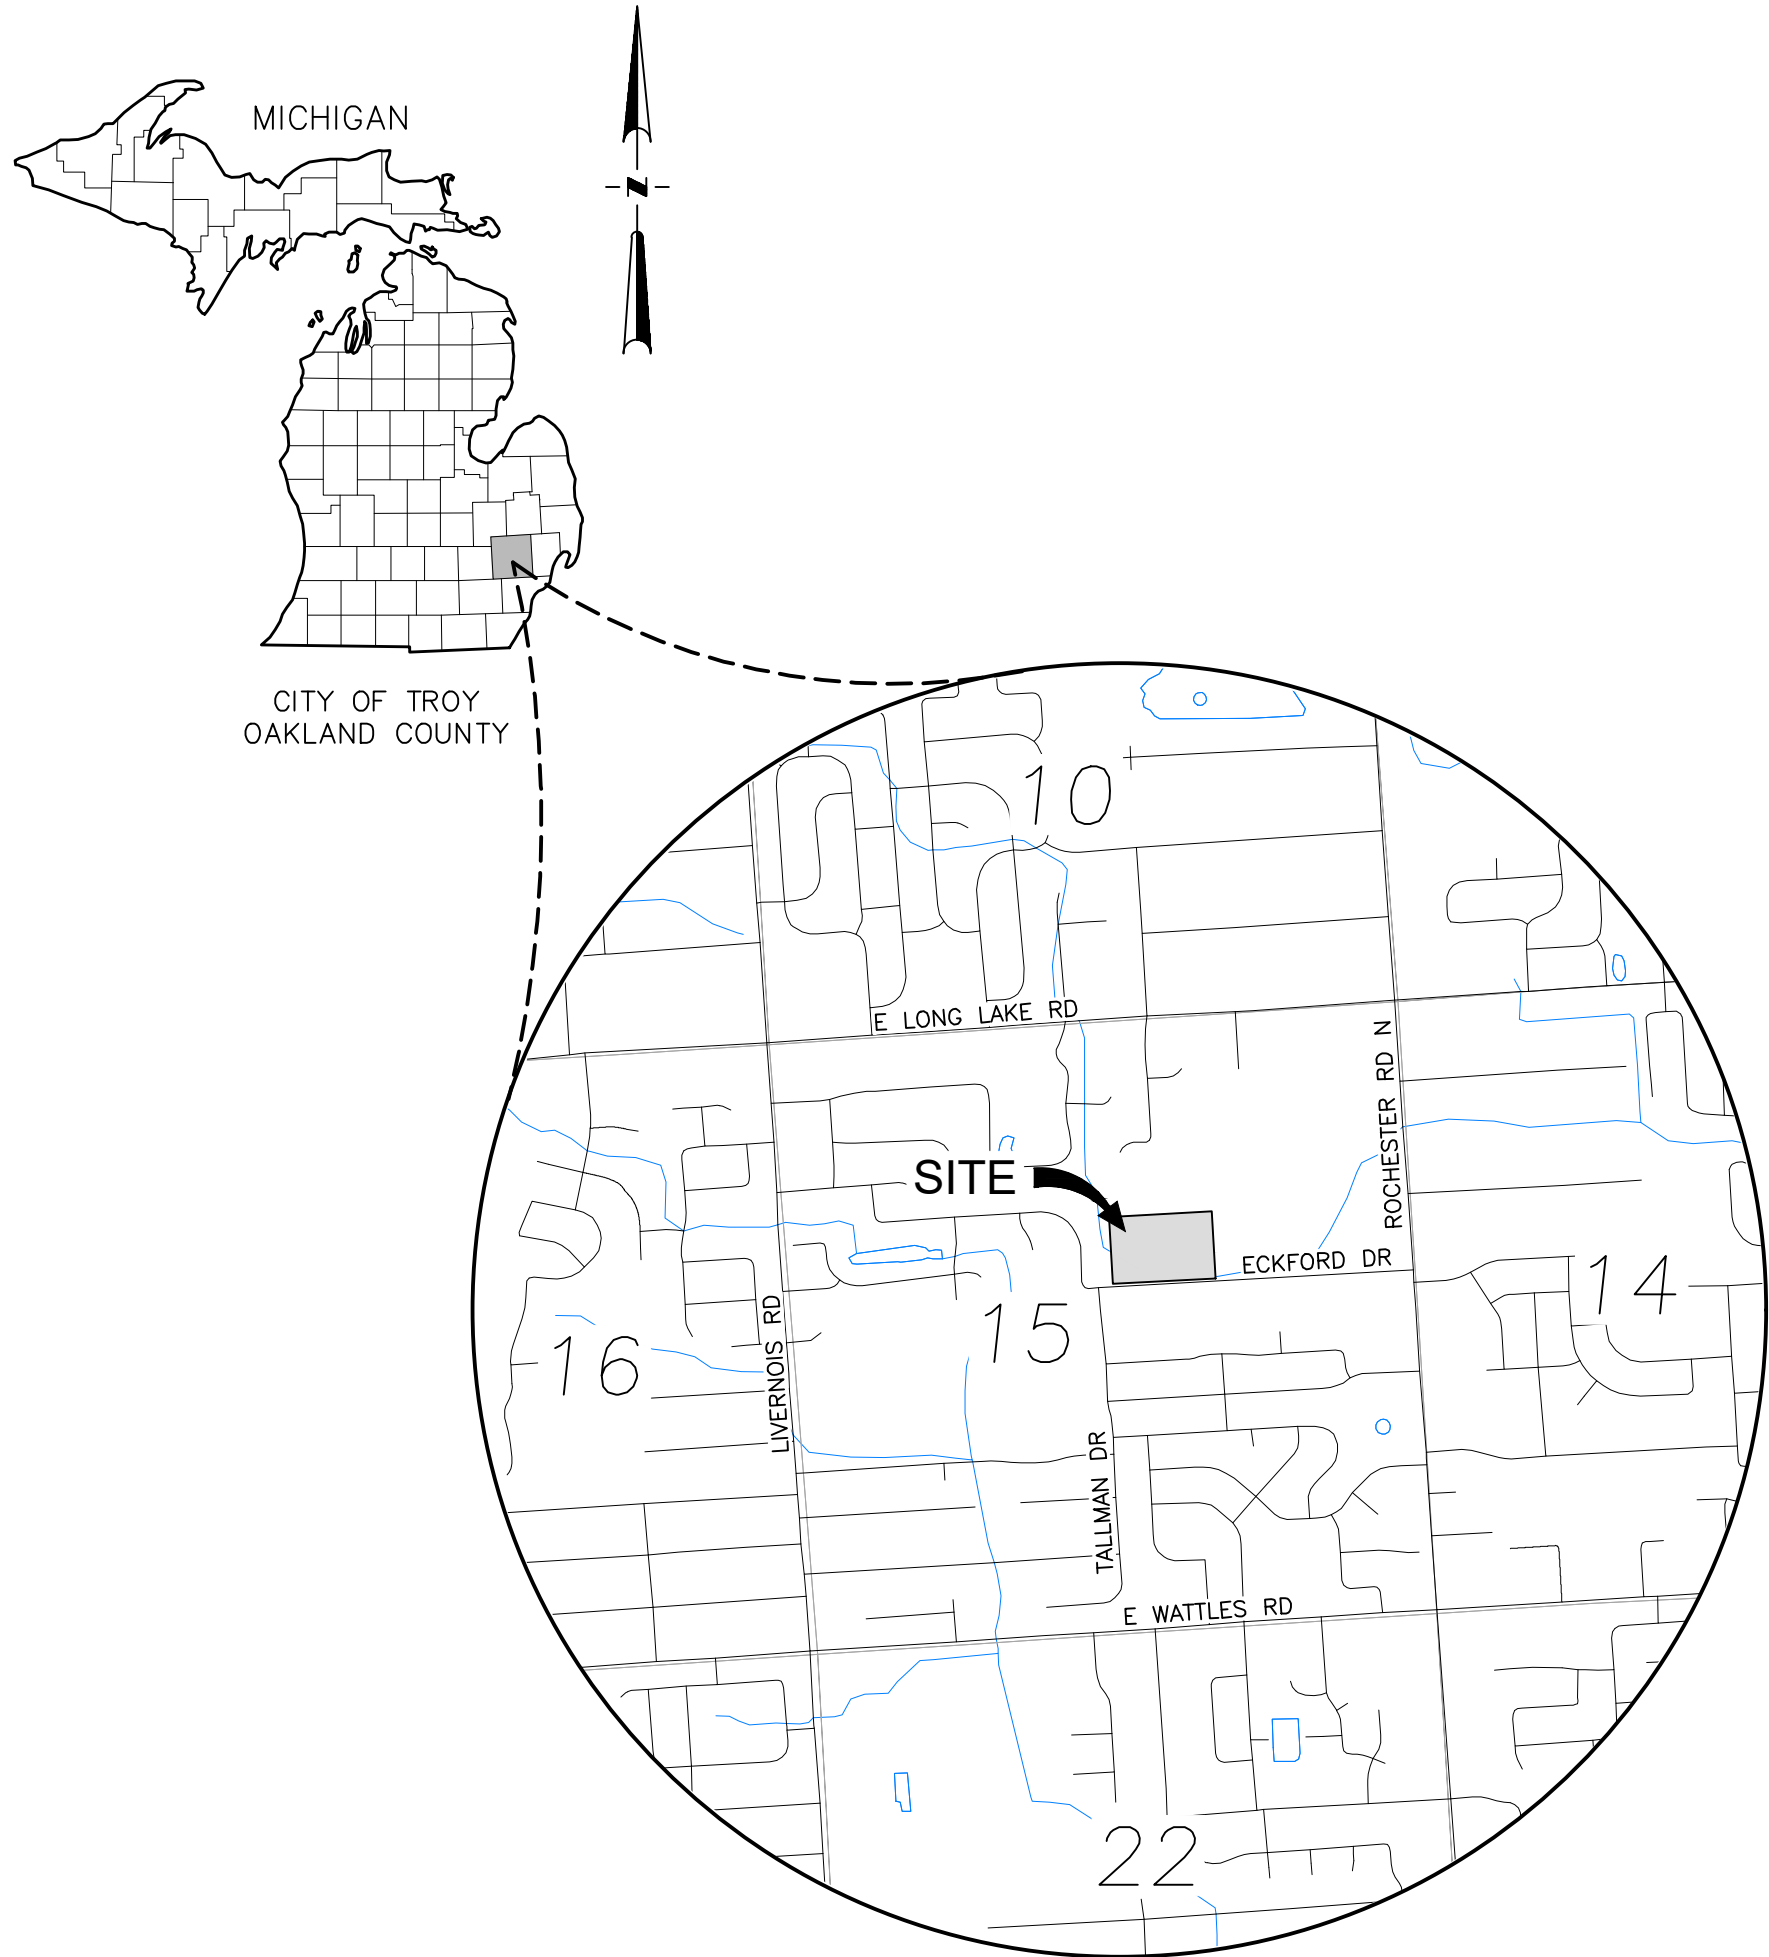 MICHIGAN
N
CITY OF TROY
OAKLAND COUNTY
10
E LONG LAKE RD
ROCHESTER RD N
SITE
ECKFORD DR
14
15
16
LIVERNOIS RD
TALLMAN DR
E WATTLES RD
22